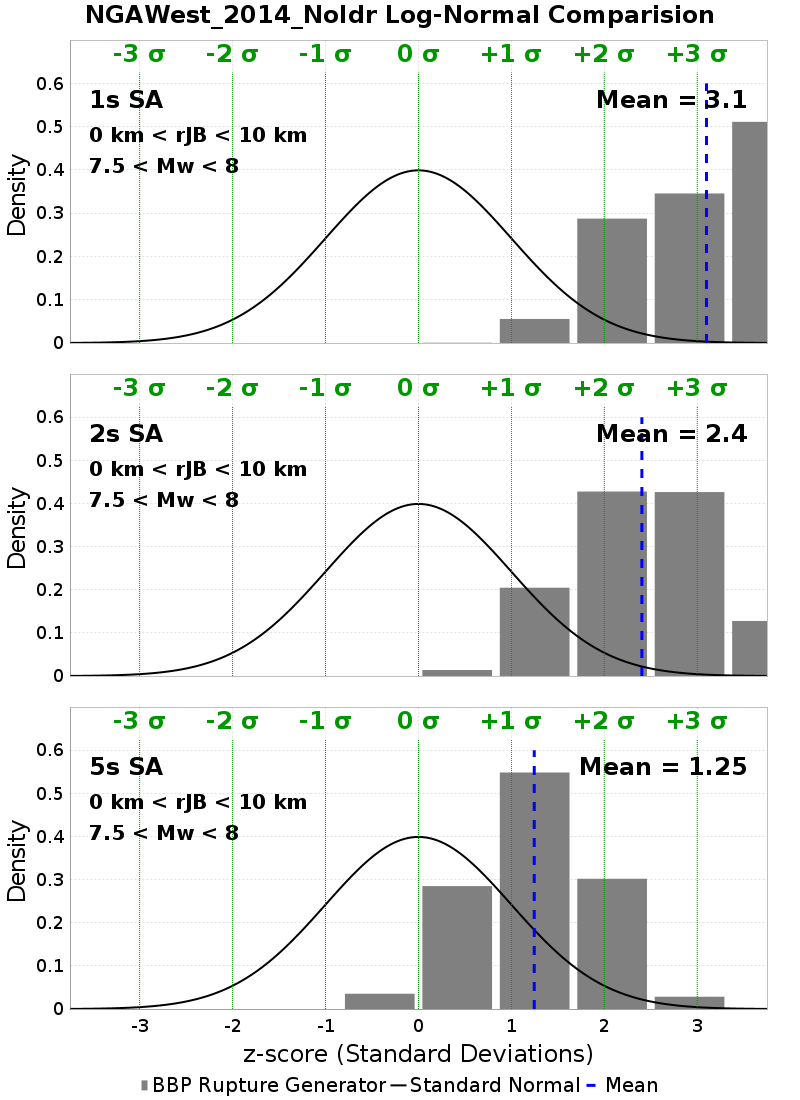 NGAWest_2014_NoIdr Log-Normal Comparision
-3 σ -2 σ -1 σ 0 σ +1 σ +2 σ +3 σ
0.6
1s SA Mean = 3.1
0.5
0 km < rJB < 10 km
7.5 < Mw < 8
0.4
Density
0.3
0.2
0.1
0
-3 σ -2 σ -1 σ 0 σ +1 σ +2 σ +3 σ
0.6
2s SA Mean = 2.4
0.5
0 km < rJB < 10 km
7.5 < Mw < 8
0.4
Density
0.3
0.2
0.1
0
-3 σ -2 σ -1 σ 0 σ +1 σ +2 σ +3 σ
0.6
5s SA Mean = 1.25
0.5
0 km < rJB < 10 km
7.5 < Mw < 8
0.4
Density
0.3
0.2
0.1
0
-3 -2 -1 0 1 2 3
z-score (Standard Deviations)
BBP Rupture Generator Standard Normal Mean